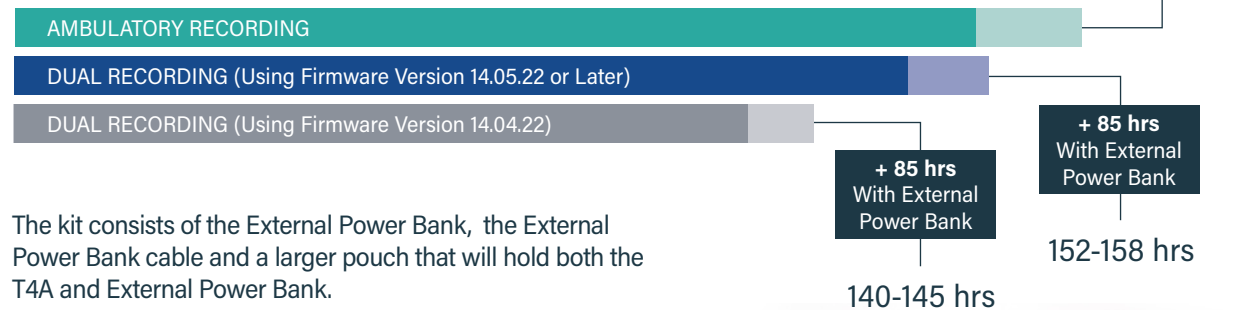 AMBULATORY RECORDING
DUAL RECORDING (Using Firmware Version 14.05.22 or Later)
DUAL RECORDING (Using Firmware Version 14.04.22)
+ 85 hrs
With External
Power Bank
152-158 hrs
+ 85 hrs
With External
Power Bank
140-145 hrs
The kit consists of the External Power Bank, the External
Power Bank cable and a larger pouch that will hold both the
T4A and External Power Bank.